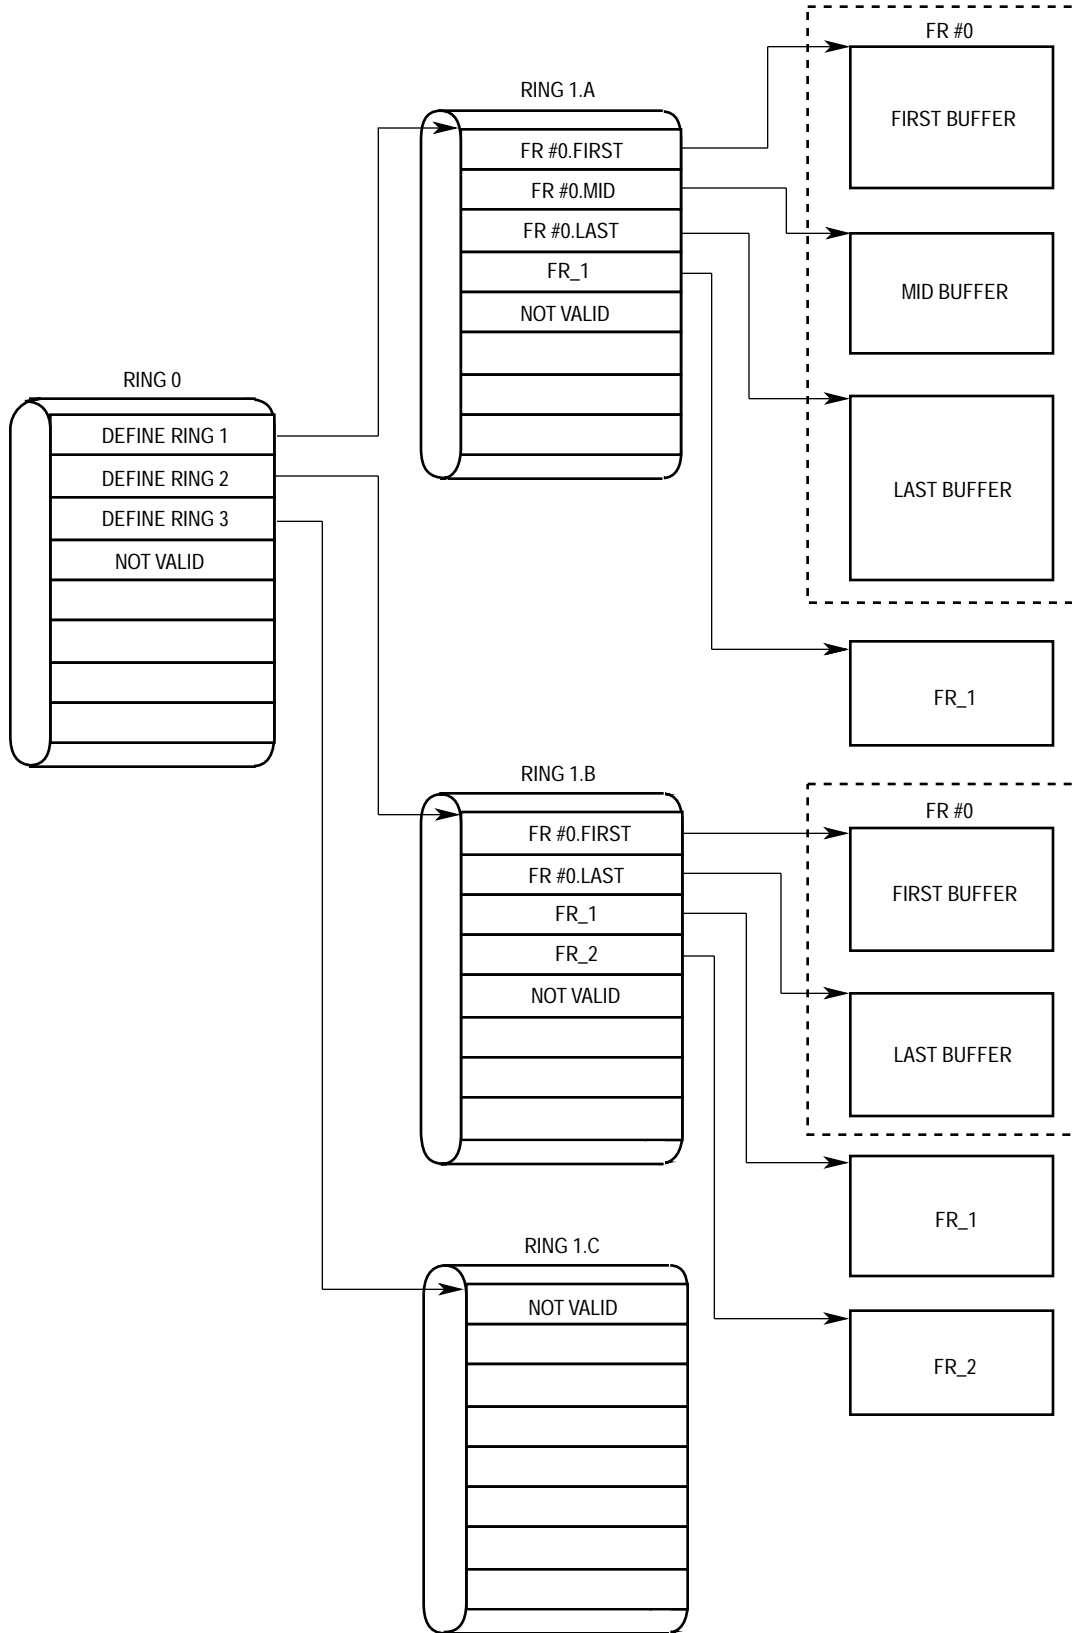 RING 0
DEFINE RING 1
DEFINE RING 2
DEFINE RING 3
NOT VALID
RING 1.A
FR #0.FIRST
FR #0.MID
FR #0.LAST
FR_1
NOT VALID
FR #0
FIRST BUFFER
MID BUFFER
LAST BUFFER
FR_1
RING 1.B
FR #0.FIRST
FR #0.LAST
FR_1
FR_2
NOT VALID
FR #0
FIRST BUFFER
LAST BUFFER
FR_1
FR_2
RING 1.C
NOT VALID